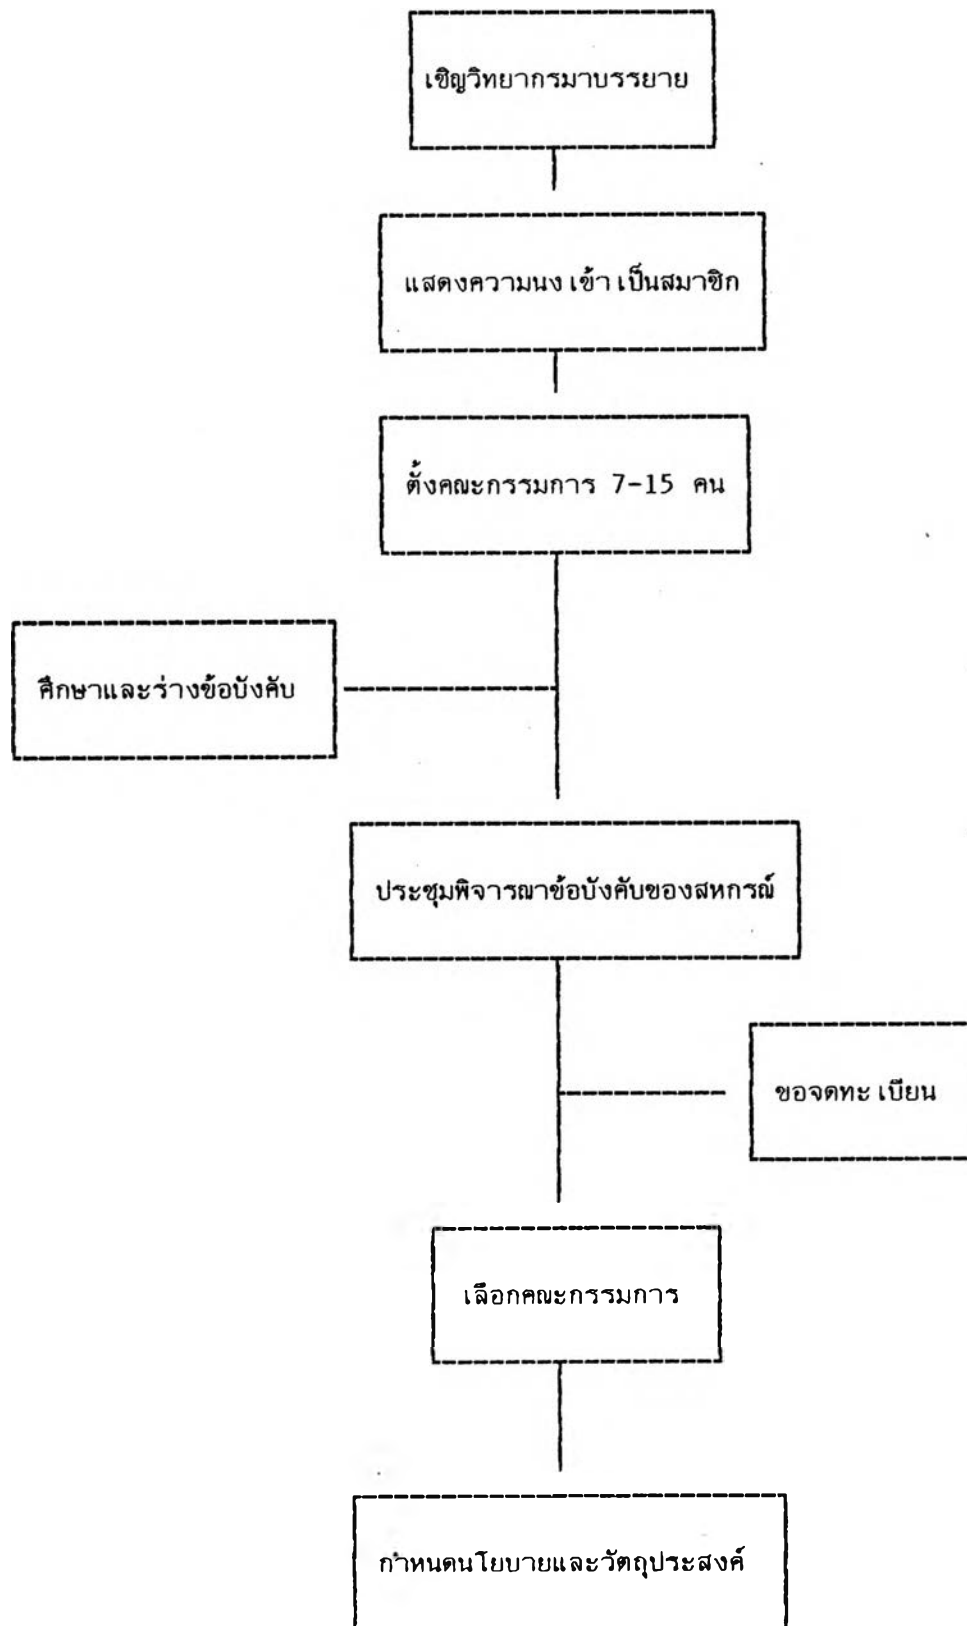 เชิญวิทยากรมาบรรยาย
แสดงความนง เข้า เป็นสมาชิก
ตั้งคณะกรรมการ 7-15 คน
ศึกษาและร่างข้อบังคับ
ประชุมพิจารณาข้อบังคับของสหกรณ์
ขอจดทะ เบียน
เลือกคณะกรรมการ
กำหนดนโยบายและวัตถุประสงค์